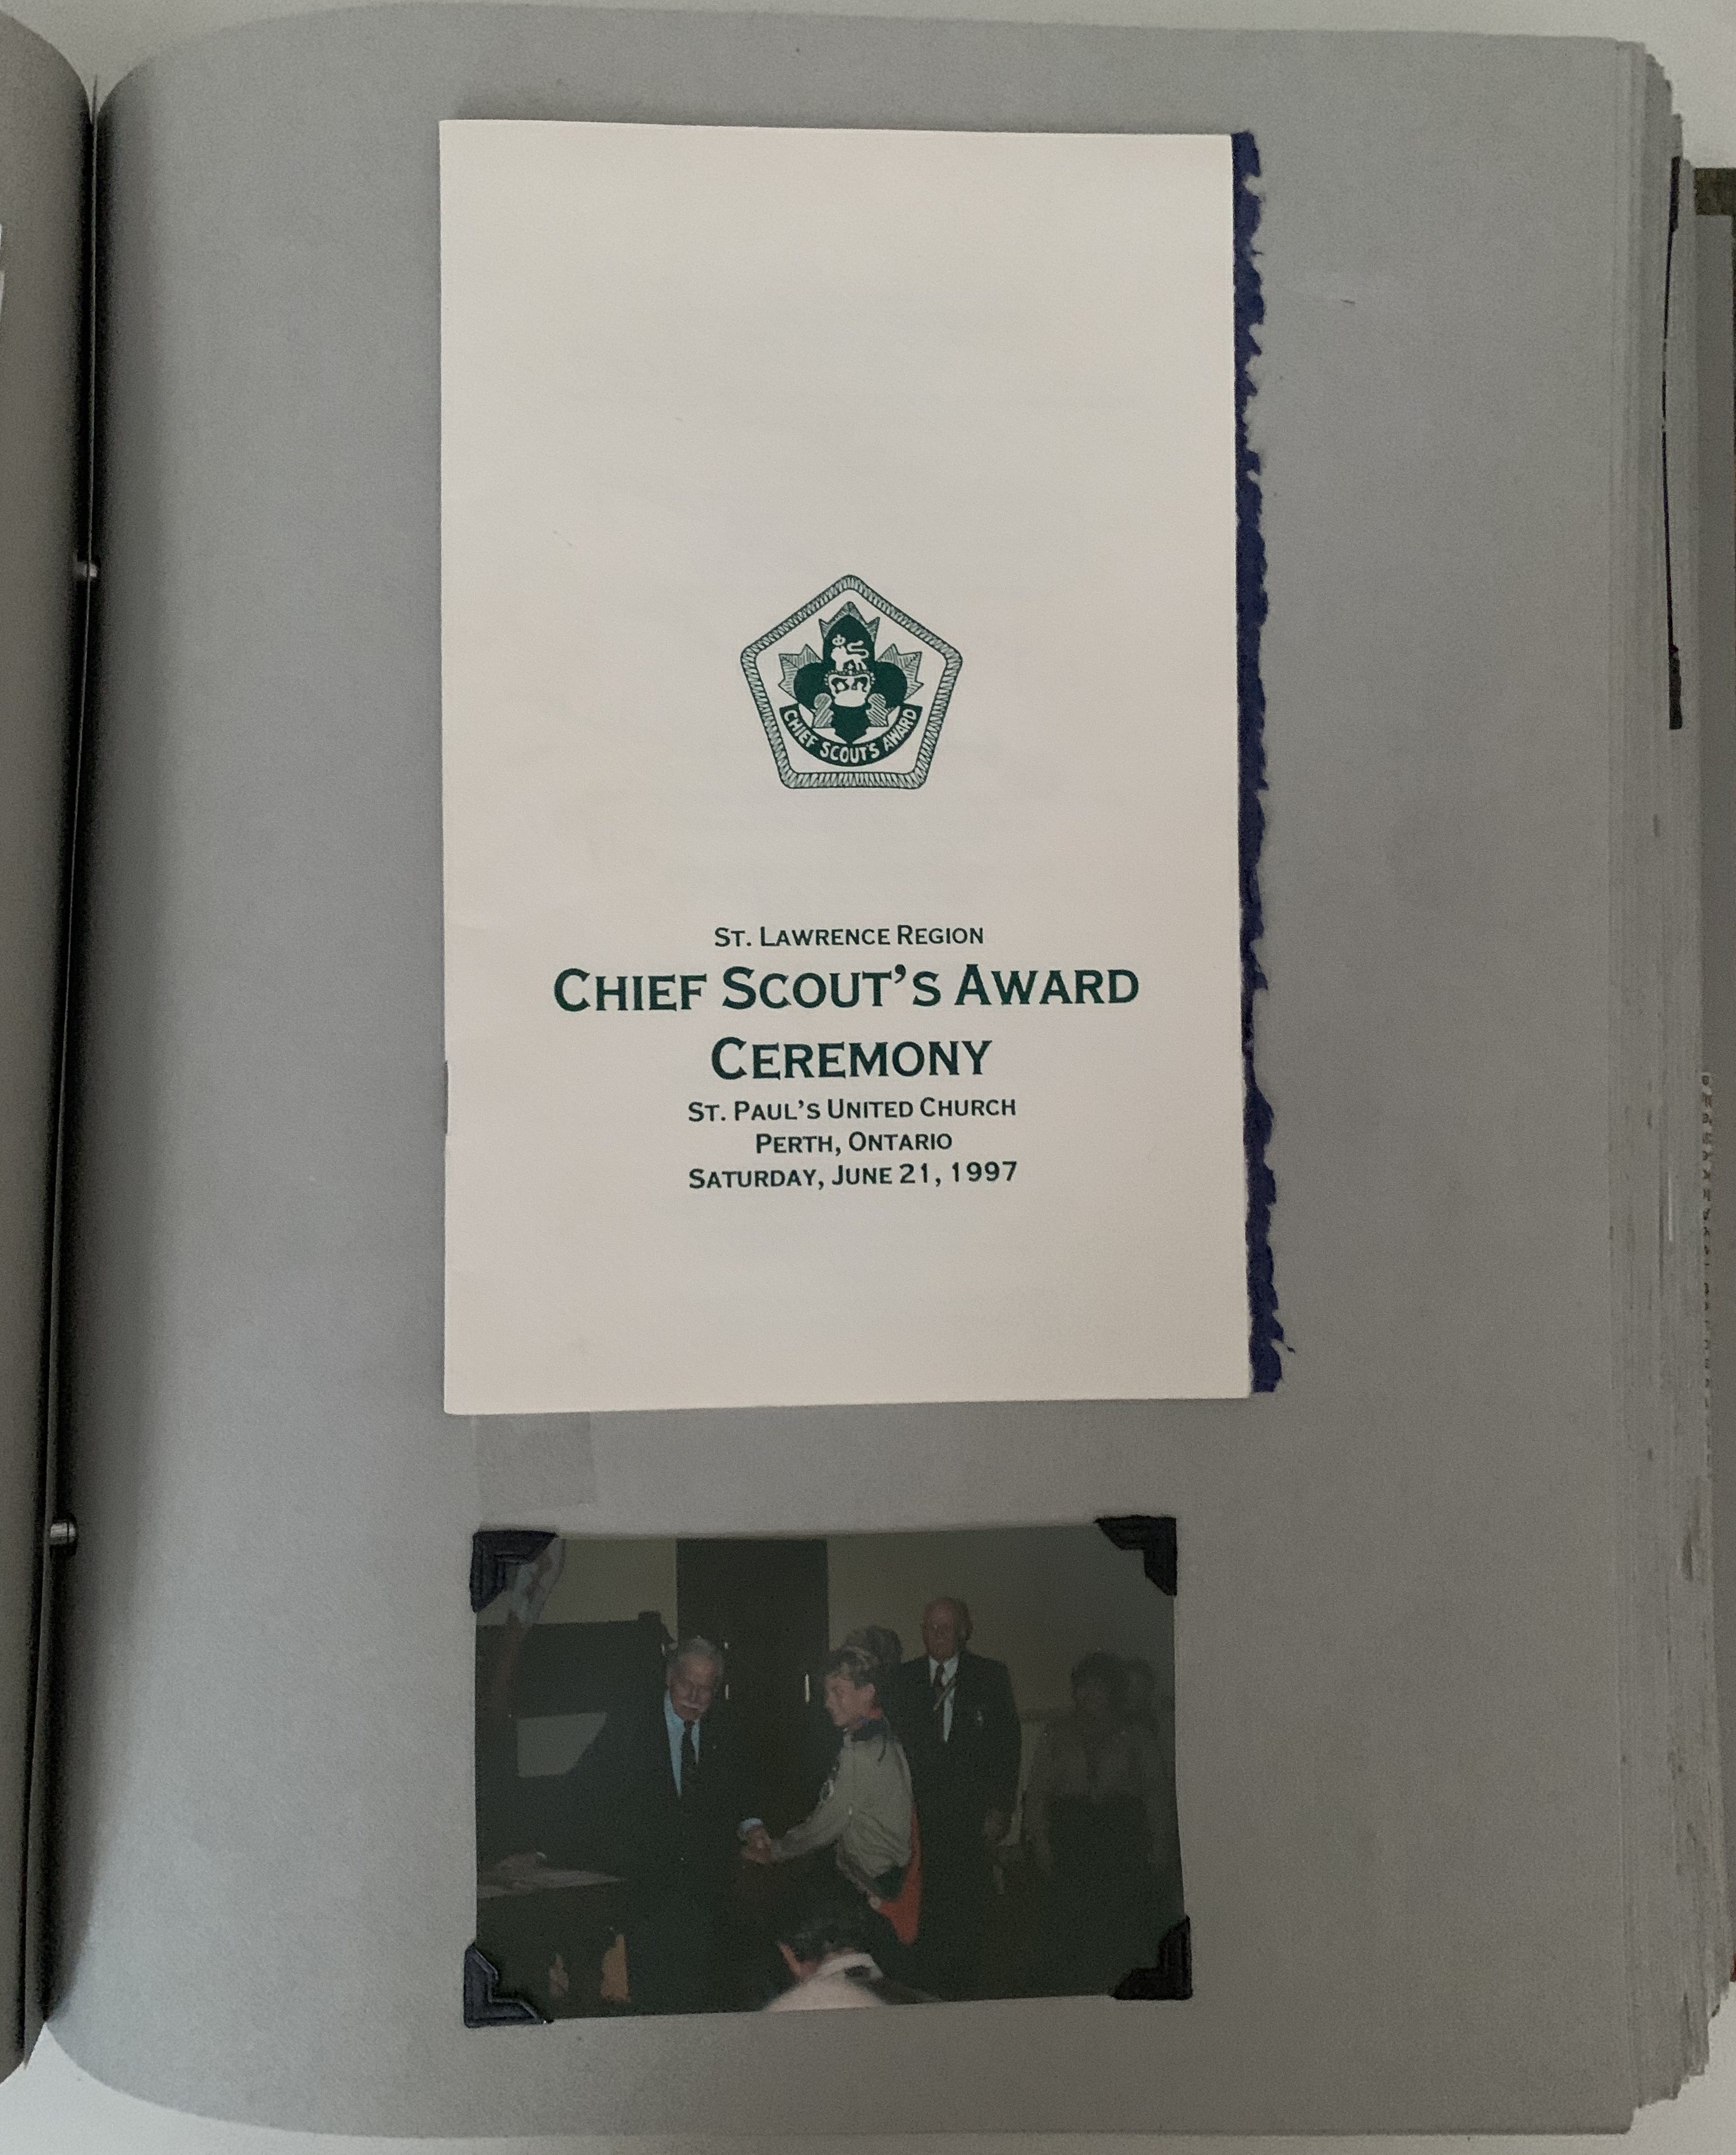 CHIEF SCOUT'S AWARD
ST. LAWRENCE REGION
CHIEF SCOUT'S AWARD
CEREMONY
ST. PAUL'S UNITED CHURCH
PERTH, ONTARIO
SATURDAY, JUNE 21, 1997